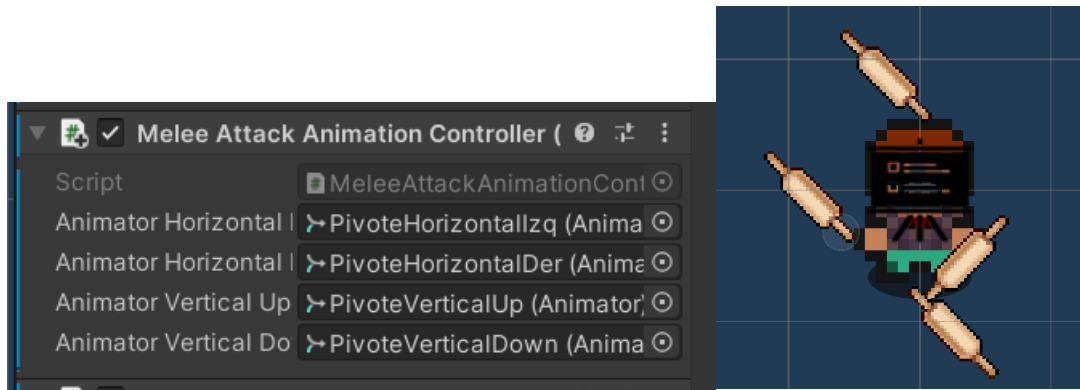 Melee Attack Animation Controller (
Script MeleeAttackAnimationCont
Animator Horizontal PivoteHorizontalIzq (Anima
Animator Horizontal PivoteHorizontalDer (Anima
Animator Vertical Up PivoteVerticalUp (Animator)
Animator Vertical Do PivoteVerticalDown (Anima